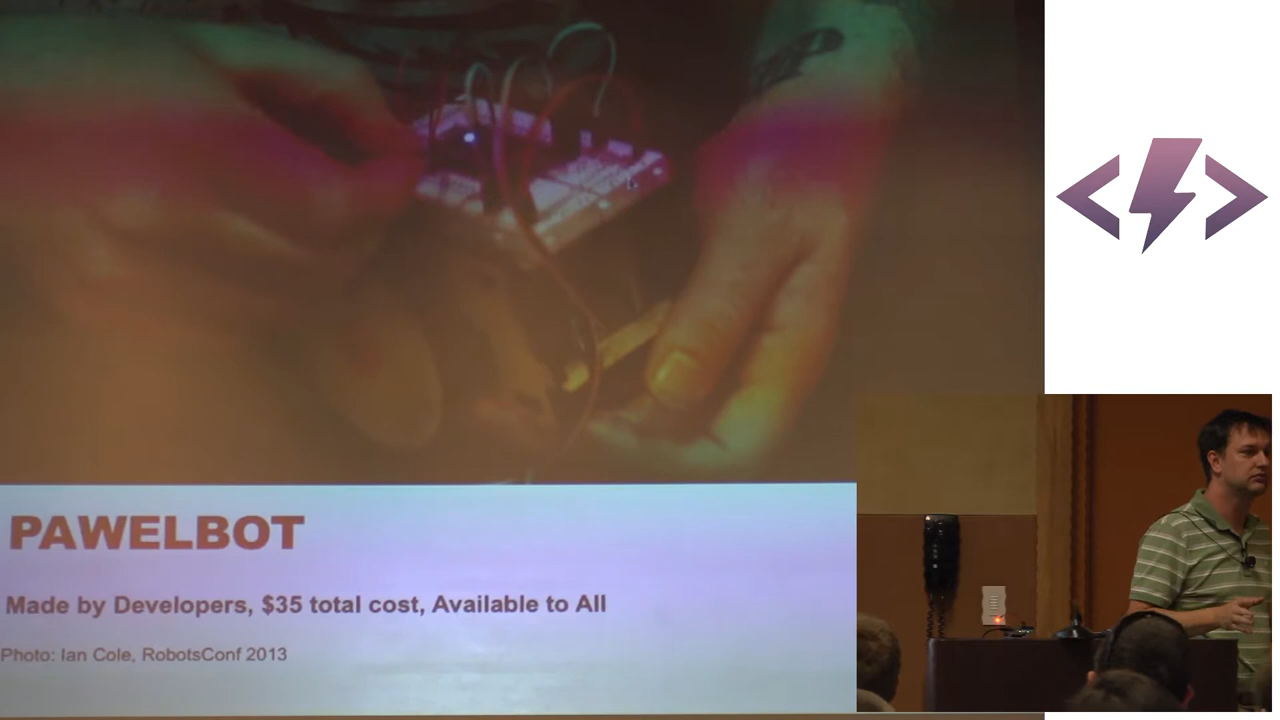 PAWELBOT
Made by Developers, $35 total cost, Available to All
Photo: Ian Cole, RobotsConf 2013